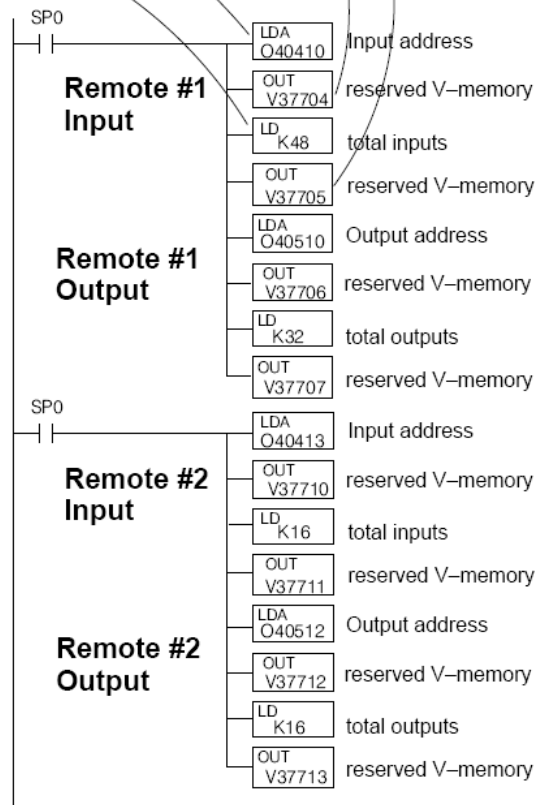 SP0
LDA
O40410 Input address
OUT
V37704 reserved V–memory
Remote #1
Input
LD
K48 total inputs
OUT
V37705 reserved V–memory
LDA
O40510 Output address
Remote #1
Output
OUT
V37706 reserved V–memory
LD
K32 total outputs
OUT
V37707 reserved V–memory
SP0
LDA
O40413 Input address
Remote #2
Input
OUT
V37710 reserved V–memory
LD
K16 total inputs
OUT
V37711 reserved V–memory
LDA
O40512 Output address
Remote #2
Output
OUT
V37712 reserved V–memory
LD
K16 total outputs
OUT
V37713 reserved V–memory